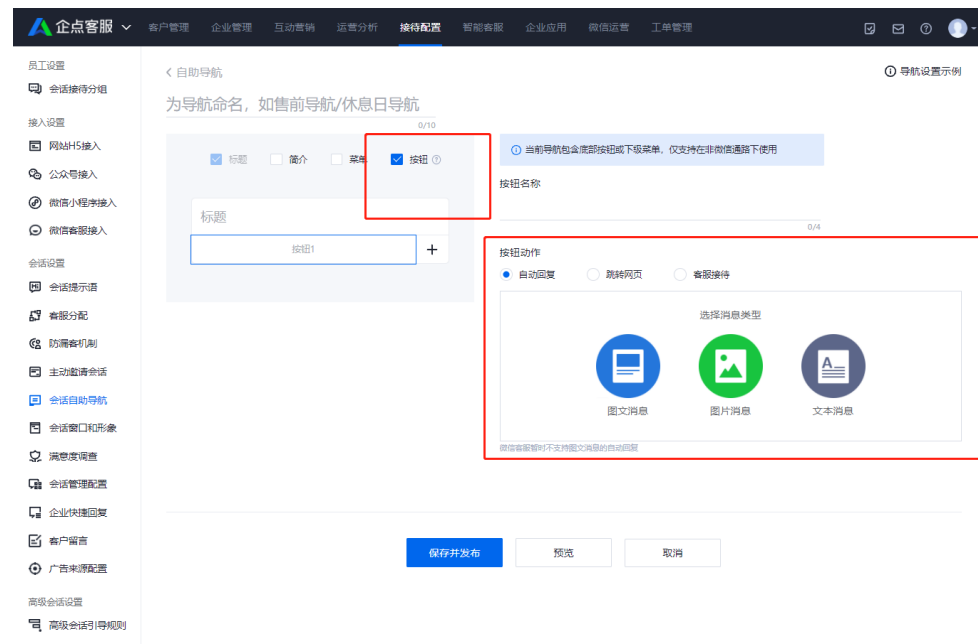 企点客服 客户管理 企业管理 互动营销 运营分析 接待配置 智能客服 企业应用 微信运营 工单管理
员工设置
会话接待分组
接入设置
网站H5接入
公众号接入
微信小程序接入
微信客服接入
会话设置
会话提示语
客服分配
防漏客机制
主动邀请会话
会话自助导航
会话窗口和形象
满意度调查
会话管理配置
企业快捷回复
客户留言
广告来源配置
高级会话设置
高级会话引导规则
自助导航
导航设置示例
为导航命名，如售前导航/休息日导航
0/10
标题 简介 菜单 按钮
标题
按钮1 +
当前导航包含底部按钮或下级菜单，仅支持在非微信通路下使用
按钮名称
0/4
按钮动作
自动回复 跳转网页 客服接待
选择消息类型
图文消息 图片消息 文本消息
微信客服暂时不支持图文消息的自动回复
保存并发布 预览 取消